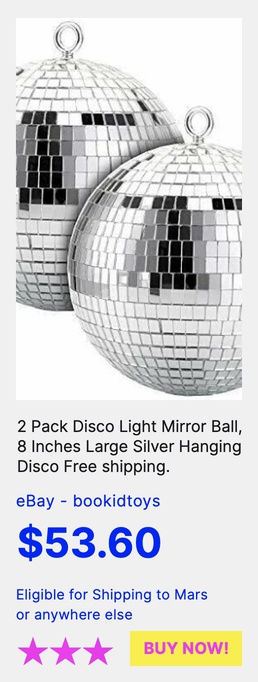 2 Pack Disco Light Mirror Ball,
8 Inches Large Silver Hanging
Disco Free shipping.
eBay - bookidtoys
$53.60
Eligible for Shipping to Mars
or anywhere else
BUY NOW!